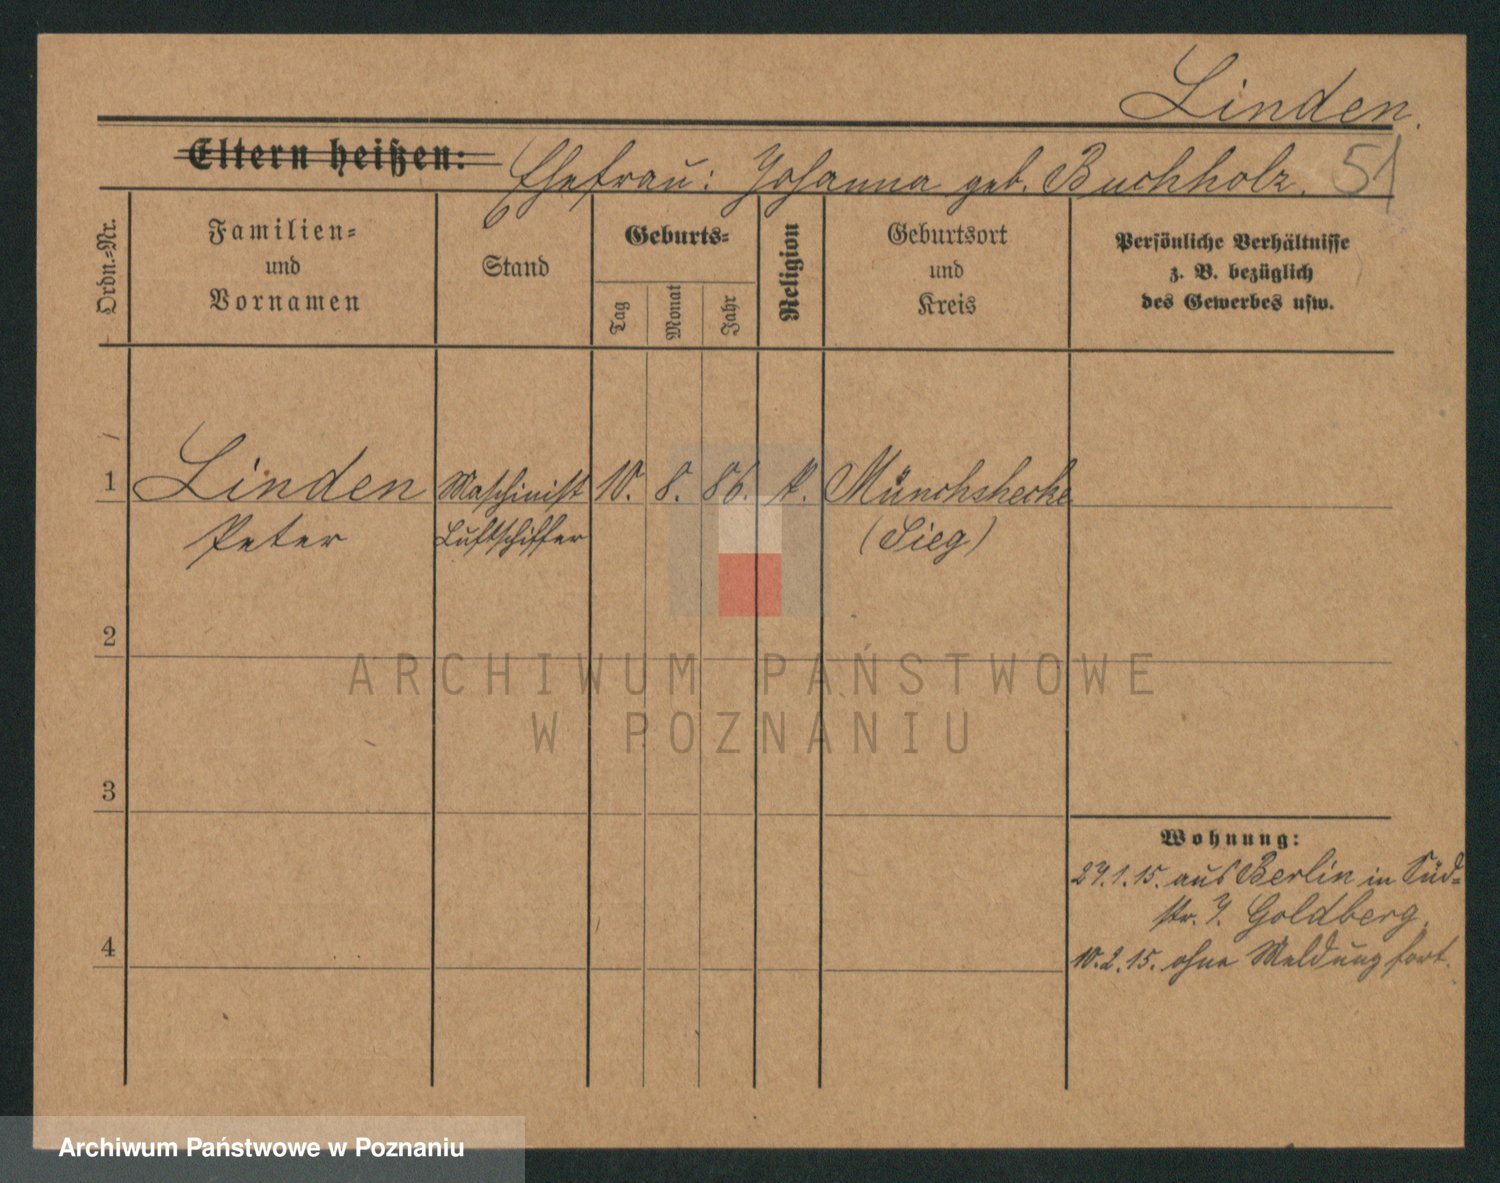 Linden.
Eltern heißen: Ehefrau: Johanna geb. Buchholz. 51
Ordn.-Nr.
Familien-
und
Vornamen
Stand
Geburts-
Tag
Monat
Jahr
Religion
Geburtsort
und
Kreis
Persönliche Verhältnisse
z. B. bezüglich
des Gewerbes usw.
1 Linden Maschinist 10. 8. 86. k. Münchshecke
Peter Luftschiffer (Sieg)
2
ARCHIWUM PAŃSTWOWE
W POZNANIU
3
Wohnung:
27.1.15. aus Berlin in Süd-
str. 7. Goldberg.
4
10.2.15. ohne Meldung fort.
Archiwum Państwowe w Poznaniu